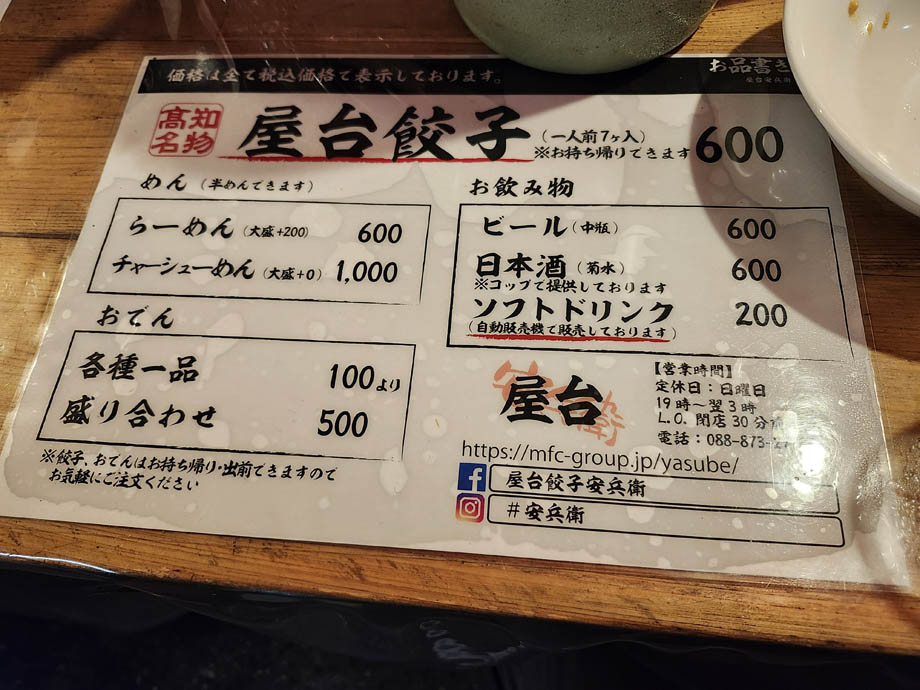 価格は全て税込価格で表示しております。
お品書き
屋台安兵衛
高知名物
屋台餃子（一人前7ヶ入）600
※お持ち帰りできます
めん（半めんできます）
らーめん（大盛+200）600
チャーシューめん（大盛+0）1,000
おでん
各種一品 100より
盛り合わせ 500
※餃子、おでんはお持ち帰り・出前できますので
お気軽にご注文ください
お飲み物
ビール（中瓶）600
日本酒（菊水）600
※コップで提供しております
ソフトドリンク 200
（自動販売機で販売しております）
屋台
安兵衛
【営業時間】
定休日：日曜日
19時〜翌3時
L.O. 閉店30分前
電話：088-873-27
https://mfc-group.jp/yasube/
屋台餃子安兵衛
#安兵衛